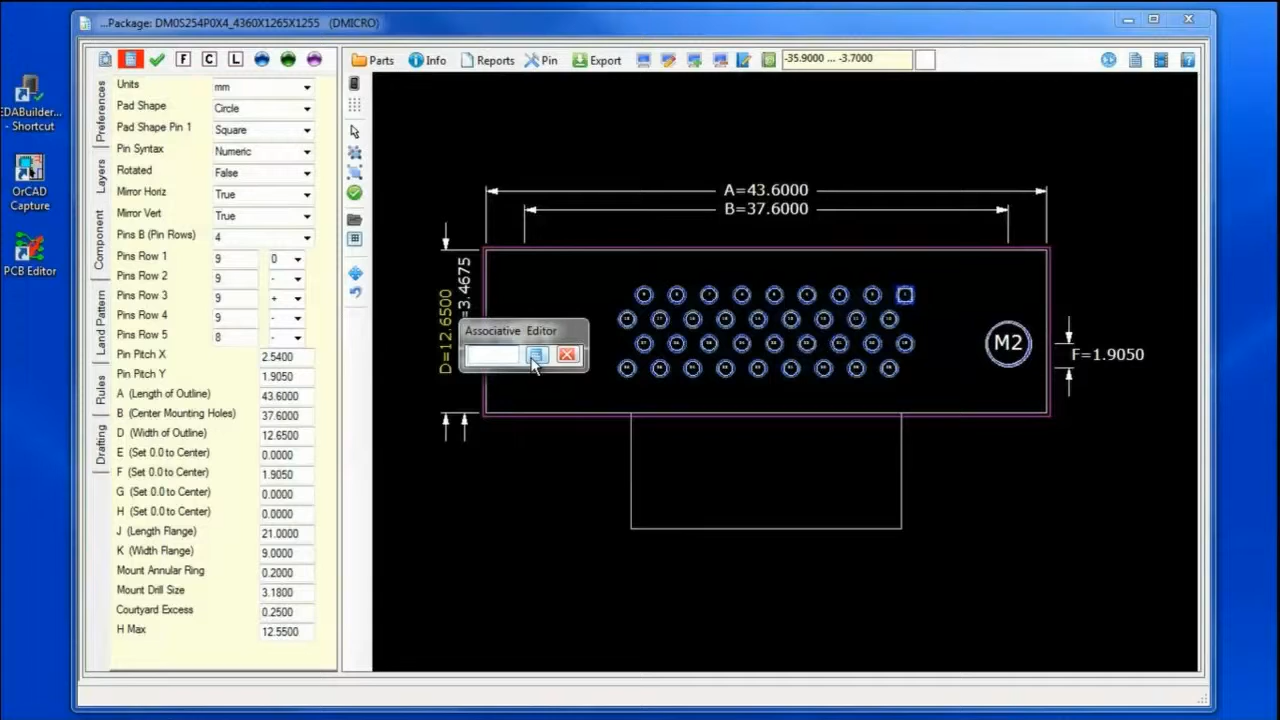 ...Package: DM0S254P0X4_4360X1265X1255 (DMICRO)
F C L Parts Info Reports Pin Export -35.9000 ... -3.7000
EDABuilder...
- Shortcut
OrCAD
Capture
PCB Editor
Preferences
Layers
Component
Land Pattern
Rules
Drafting
Units mm
Pad Shape Circle
Pad Shape Pin 1 Square
Pin Syntax Numeric
Rotated False
Mirror Horiz True
Mirror Vert True
Pins B (Pin Rows) 4
Pins Row 1 9 0
Pins Row 2 9 -
Pins Row 3 9 +
Pins Row 4 9 -
Pins Row 5 8 -
Pin Pitch X 2.5400
Pin Pitch Y 1.9050
A (Length of Outline) 43.6000
B (Center Mounting Holes) 37.6000
D (Width of Outline) 12.6500
E (Set 0.0 to Center) 0.0000
F (Set 0.0 to Center) 1.9050
G (Set 0.0 to Center) 0.0000
H (Set 0.0 to Center) 0.0000
J (Length Flange) 21.0000
K (Width Flange) 9.0000
Mount Annular Ring 0.2000
Mount Drill Size 3.1800
Courtyard Excess 0.2500
H Max 12.5500
A=43.6000
B=37.6000
D=12.6500
=3.4675
Associative Editor
M2
F=1.9050